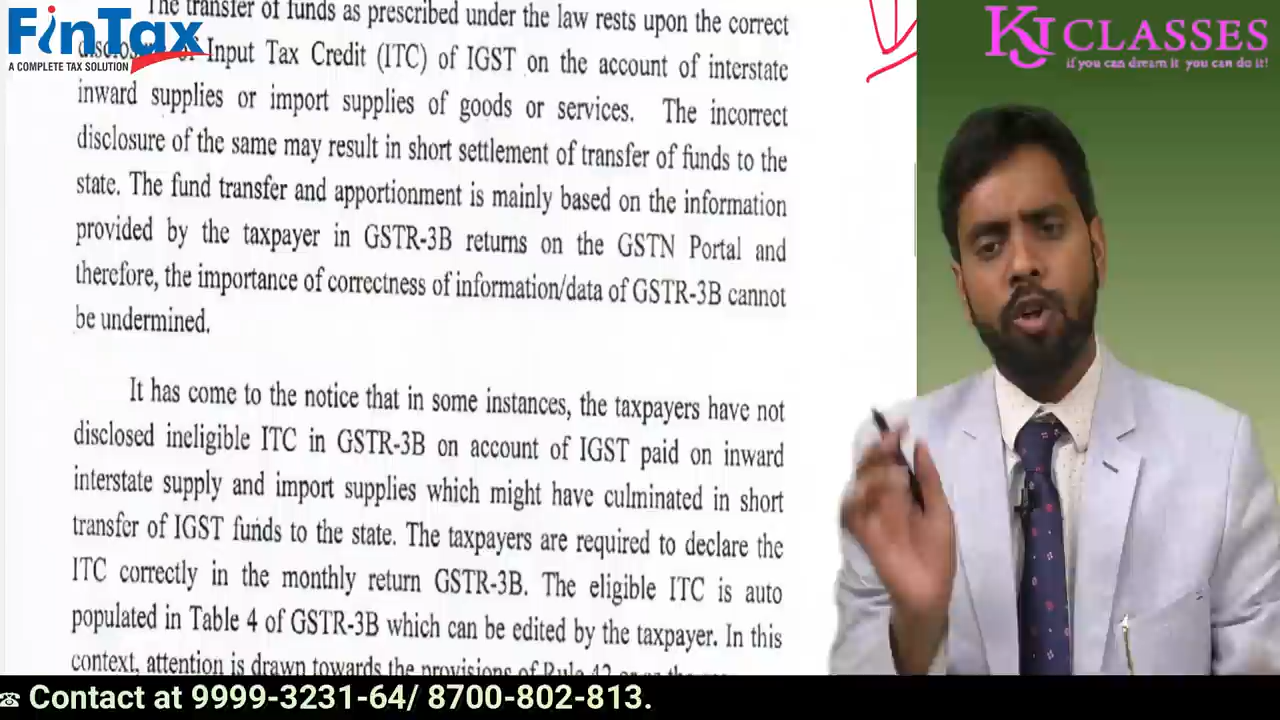 FinTax
A COMPLETE TAX SOLUTION
KJ CLASSES
if you can dream it you can do it!
The transfer of funds as prescribed under the law rests upon the correct
Input Tax Credit (ITC) of IGST on the account of interstate
inward supplies or import supplies of goods or services. The incorrect
disclosure of the same may result in short settlement of transfer of funds to the
state. The fund transfer and apportionment is mainly based on the information
provided by the taxpayer in GSTR-3B returns on the GSTN Portal and
therefore, the importance of correctness of information/data of GSTR-3B cannot
be undermined.
It has come to the notice that in some instances, the taxpayers have not
disclosed ineligible ITC in GSTR-3B on account of IGST paid on inward
interstate supply and import supplies which might have culminated in short
transfer of IGST funds to the state. The taxpayers are required to declare the
ITC correctly in the monthly return GSTR-3B. The eligible ITC is auto
populated in Table 4 of GSTR-3B which can be edited by the taxpayer. In this
context, attention is drawn towards the provisions of Rule
☎ Contact at 9999-3231-64/ 8700-802-813.